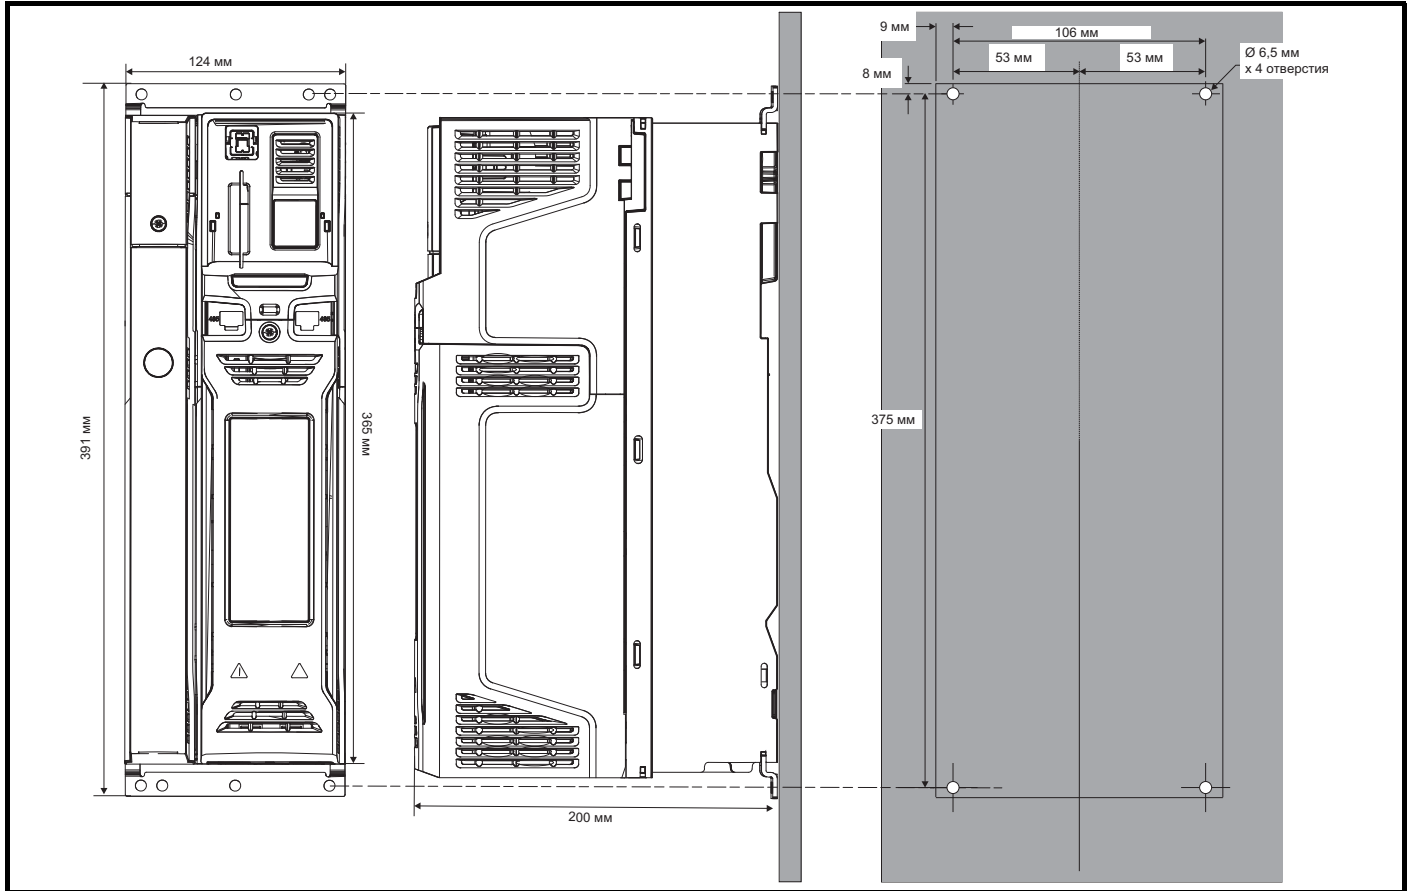 124 мм
391 мм
365 мм
200 мм
9 мм
106 мм
53 мм
53 мм
8 мм
Ø 6,5 мм
x 4 отверстия
375 мм